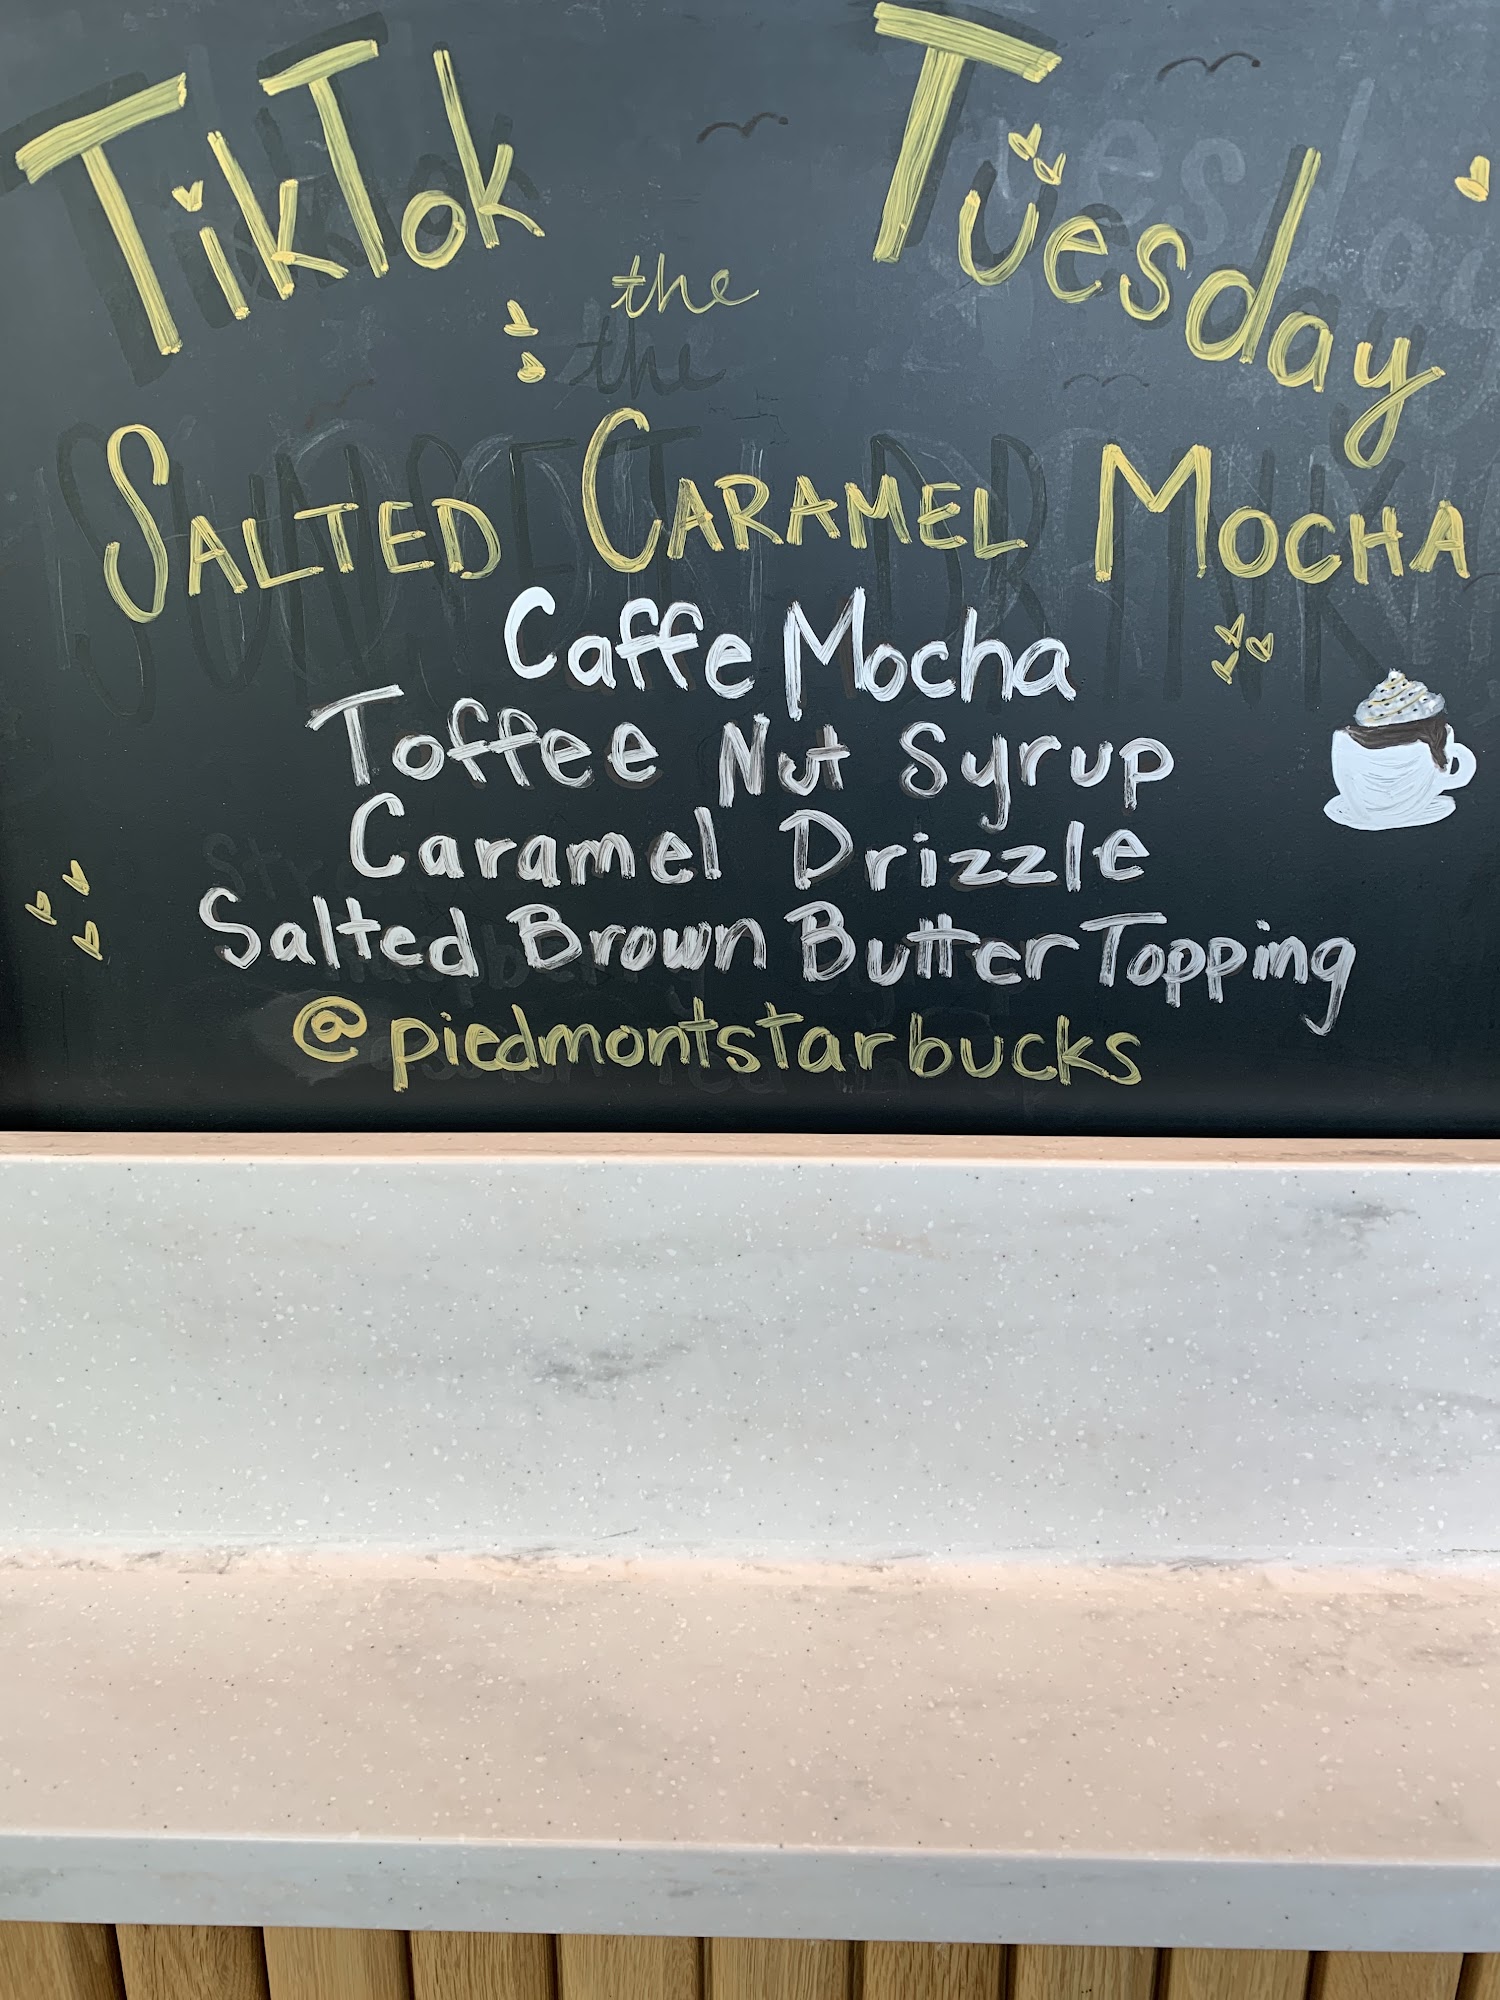 TikTok Tuesday
the
SALTED CARAMEL MOCHA
Caffe Mocha
Toffee Nut Syrup
Caramel Drizzle
Salted Brown Butter Topping
@piedmontstarbucks